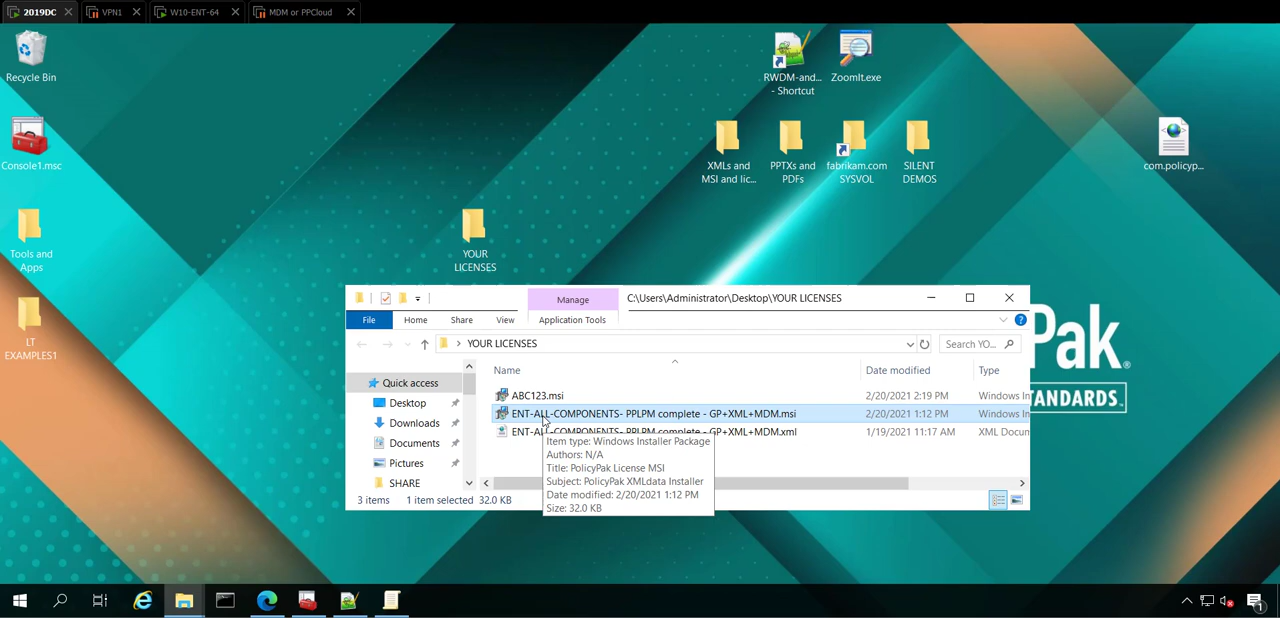 2019DC
VPN1
W10-ENT-64
MDM or PPCloud
Recycle Bin
RWDM-and...
- Shortcut
ZoomIt.exe
Console1.msc
XMLs and
MSI and lic...
PPTXs and
PDFs
fabrikam.com
SYSVOL
SILENT
DEMOS
com.policyp...
Tools and
Apps
YOUR
LICENSES
LT
EXAMPLES1
Pak®
STANDARDS.
Manage
C:\Users\Administrator\Desktop\YOUR LICENSES
File
Home
Share
View
Application Tools
YOUR LICENSES
Search YO...
Name
Date modified
Type
Quick access
Desktop
Downloads
Documents
Pictures
SHARE
ABC123.msi
2/20/2021 2:19 PM
Windows In
ENT-ALL-COMPONENTS- PPLPM complete - GP+XML+MDM.msi
2/20/2021 1:12 PM
Windows In
ENT-ALL-COMPONENTS- PPLPM complete - GP+XML+MDM.xml
1/19/2021 11:17 AM
XML Docum
Item type: Windows Installer Package
Authors: N/A
Title: PolicyPak License MSI
Subject: PolicyPak XMLdata Installer
Date modified: 2/20/2021 1:12 PM
Size: 32.0 KB
3 items
1 item selected
32.0 KB
1